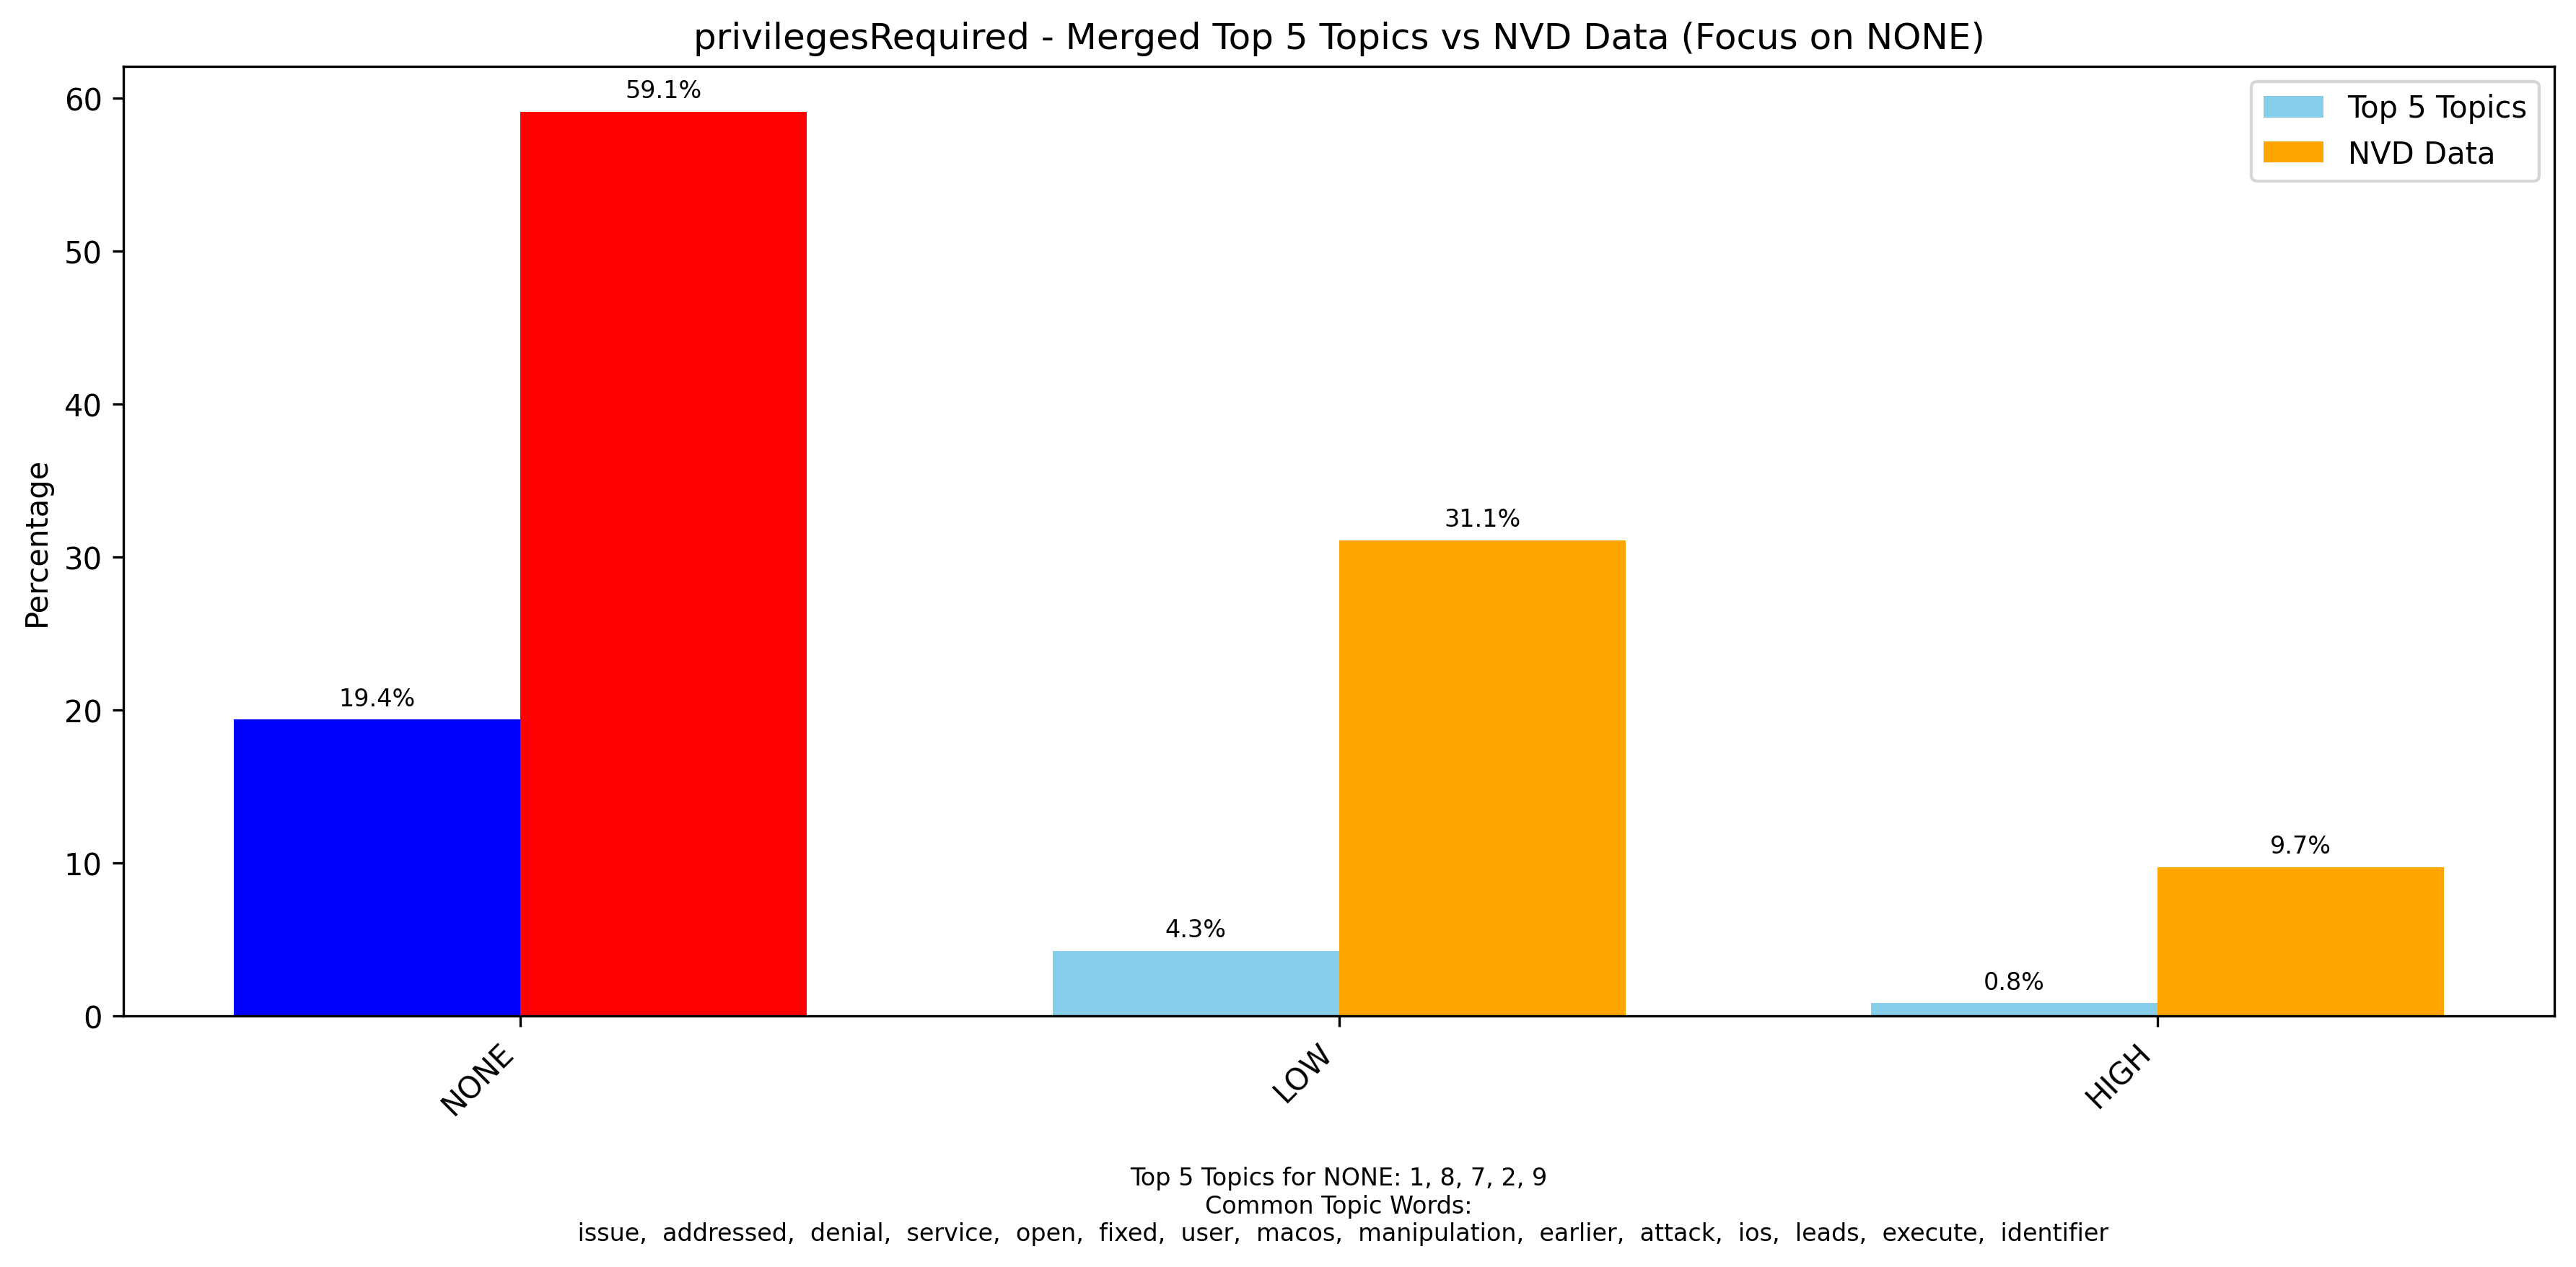 privilegesRequired - Merged Top 5 Topics vs NVD Data (Focus on NONE)
Top 5 Topics
NVD Data
Percentage
60
50
40
30
20
10
0
19.4%
59.1%
4.3%
31.1%
0.8%
9.7%
NONE
LOW
HIGH
Top 5 Topics for NONE: 1, 8, 7, 2, 9
Common Topic Words:
issue, addressed, denial, service, open, fixed, user, macos, manipulation, earlier, attack, ios, leads, execute, identifier